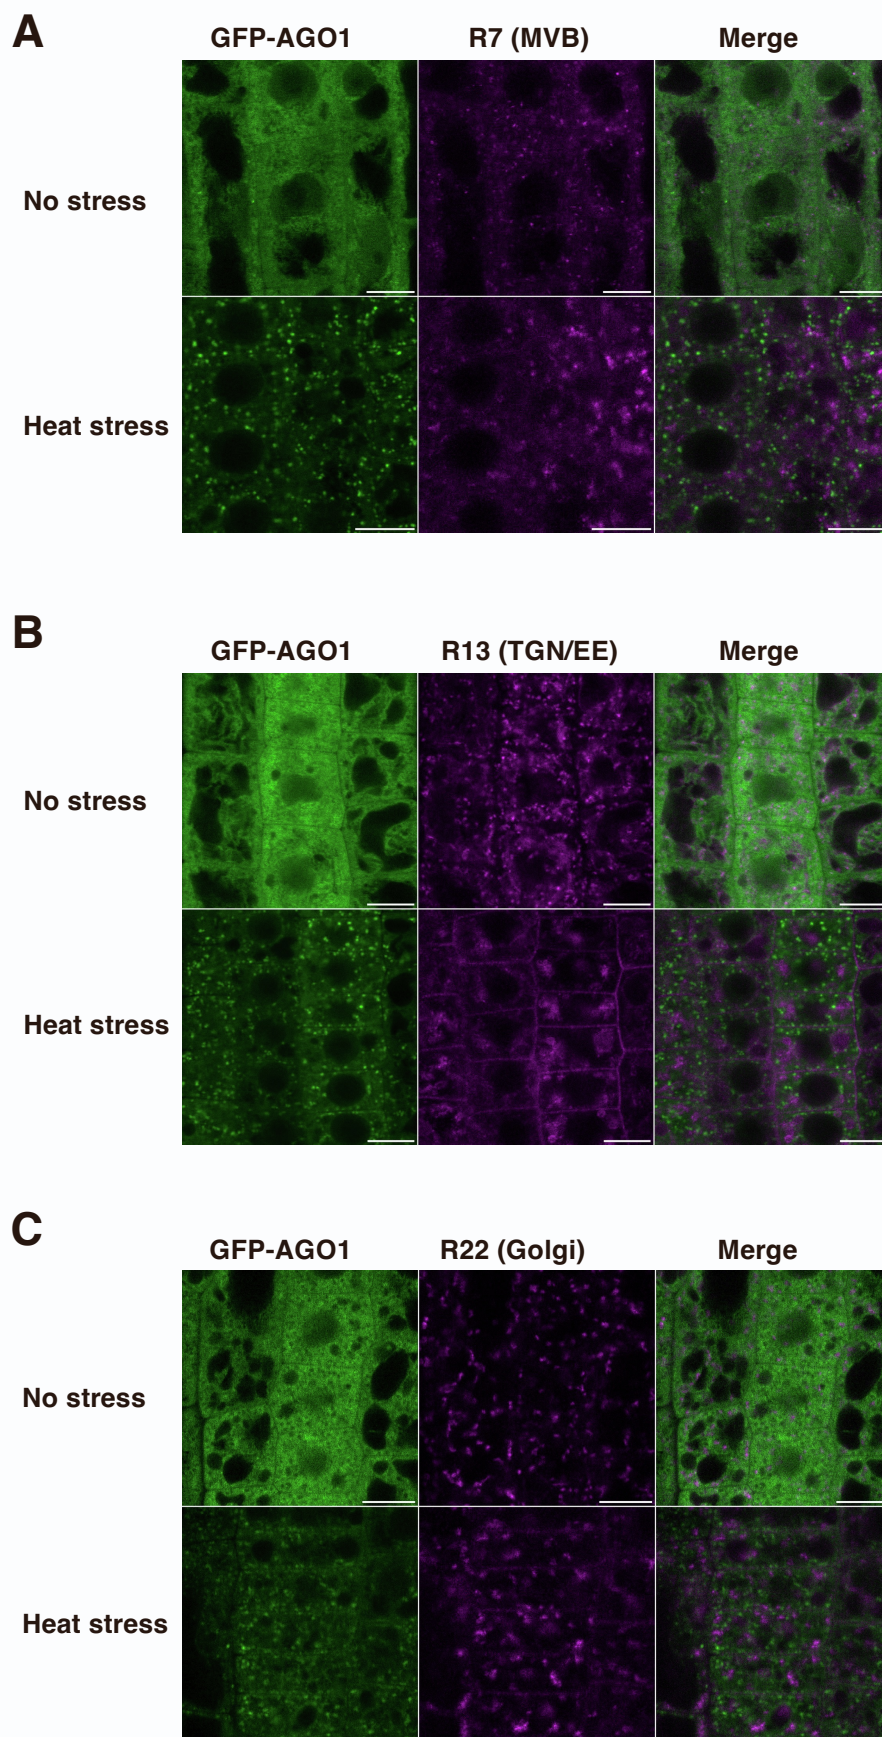 A
GFP-AGO1 R7 (MVB) Merge
No stress
Heat stress
B
GFP-AGO1 R13 (TGN/EE) Merge
No stress
Heat stress
C
GFP-AGO1 R22 (Golgi) Merge
No stress
Heat stress